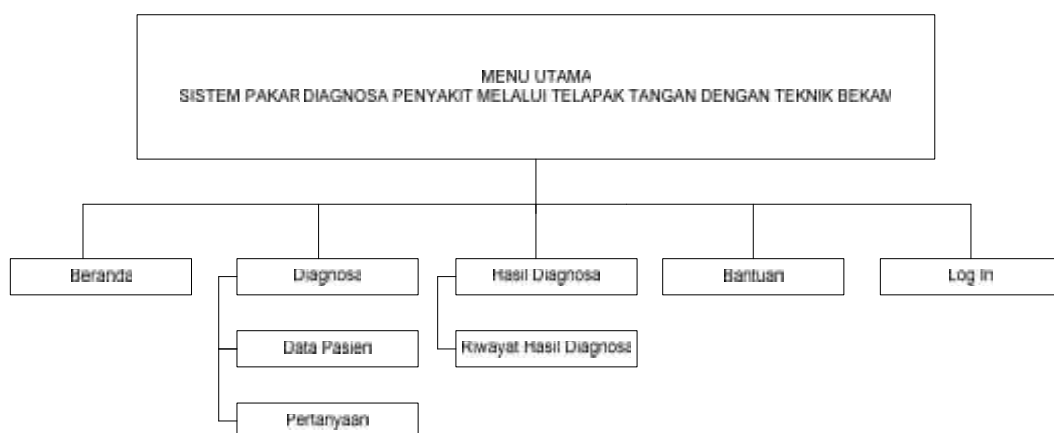 MENU UTAMA
SISTEM PAKAR DIAGNOSA PENYAKIT MELALUI TELAPAK TANGAN DENGAN TEKNIK BEKAM
Beranda
Diagnosa
Hasil Diagnosa
Bantuan
Log In
Data Pasien
Riwayat Hasil Diagnosa
Pertanyaan